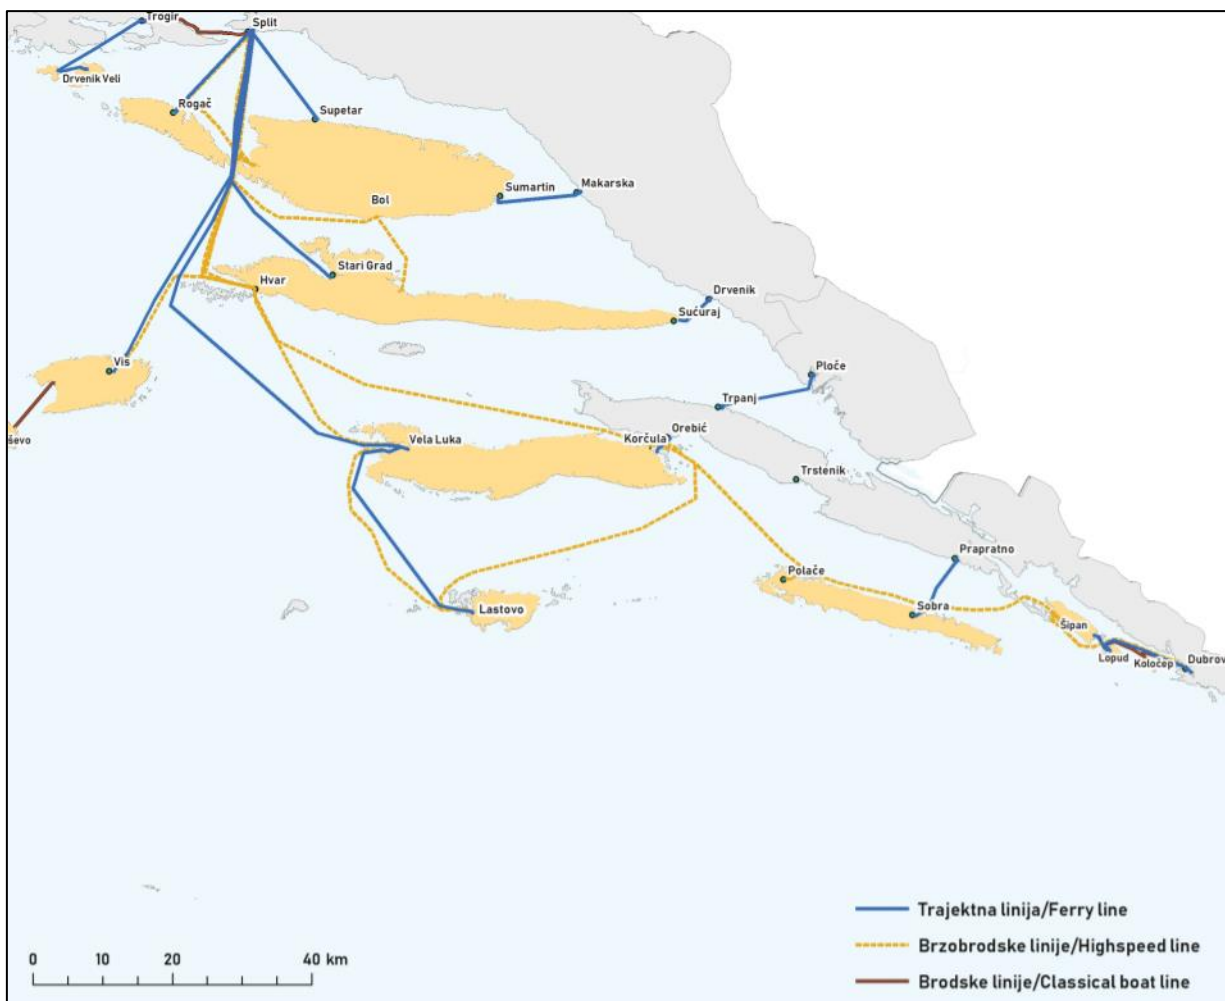 Trogir
Split
Drvenik Veli
Rogač
Supetar
Sumartin
Makarska
Bol
Stari Grad
Hvar
Drvenik
Sućuraj
Vis
Ploče
Trpanj
Orebić
Korčula
Vela Luka
ševo
Trstenik
Prapratno
Polače
Lastovo
Sobra
Šipan
Lopud
Koločep
Dubrov
Trajektna linija/Ferry line
Brzobrodske linije/Highspeed line
Brodske linije/Classical boat line
0 10 20 40 km